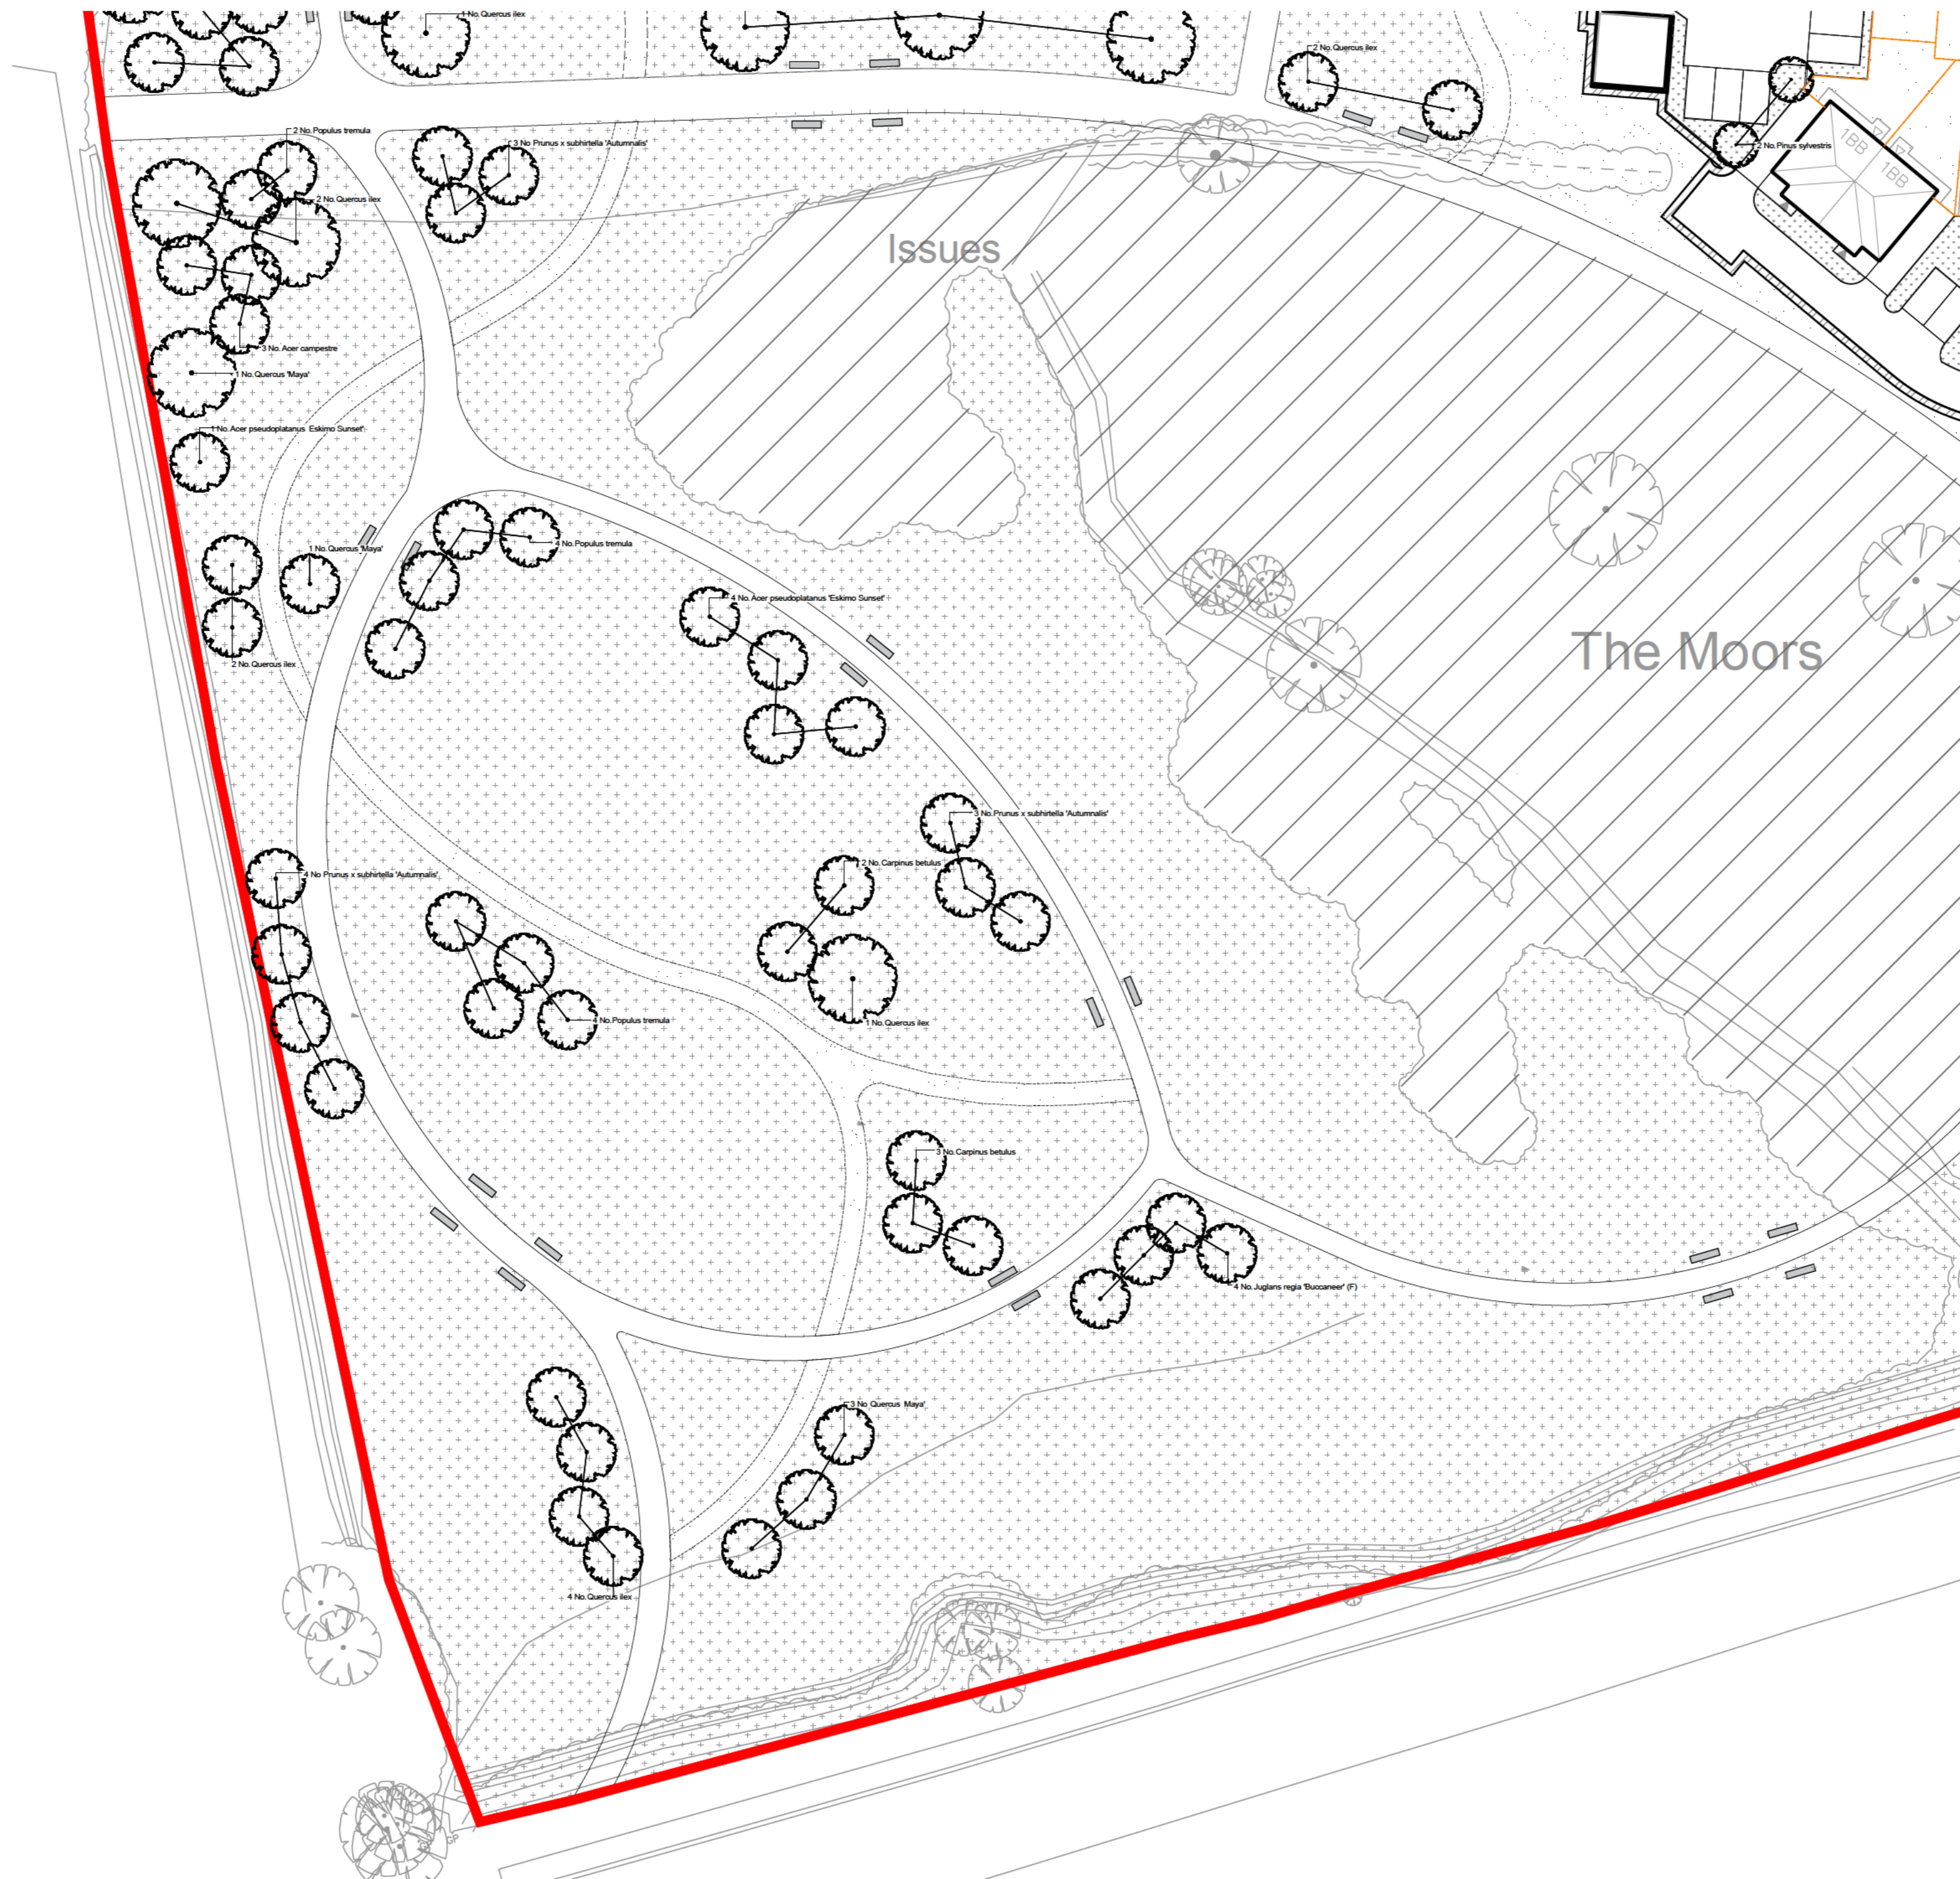 1 No. Quercus ilex
2 No. Quercus ilex
2 No. Populus tremula
3 No Prunus x subhirtella 'Autumnalis'
1BB
1BB
2 No. Pinus sylvestris
2 No. Quercus ilex
Issues
3 No. Acer campestre
1 No. Quercus 'Maya'
1 No. Acer pseudoplatanus Eskimo Sunset'
4 No. Populus tremula
1 No. Quercus 'Maya'
4 No. Acer pseudoplatanus 'Eskimo Sunset'
The Moors
2 No. Quercus ilex
3 No. Prunus x subhirtella 'Autumnalis'
2 No. Carpinus betulus
4 No Prunus x subhirtella 'Autumnalis'
4 No. Populus tremula
1 No. Quercus ilex
3 No. Carpinus betulus
4 No. Juglans regia 'Buccaneer' (F)
3 No Quercus Maya'
4 No. Quercus ilex
GP